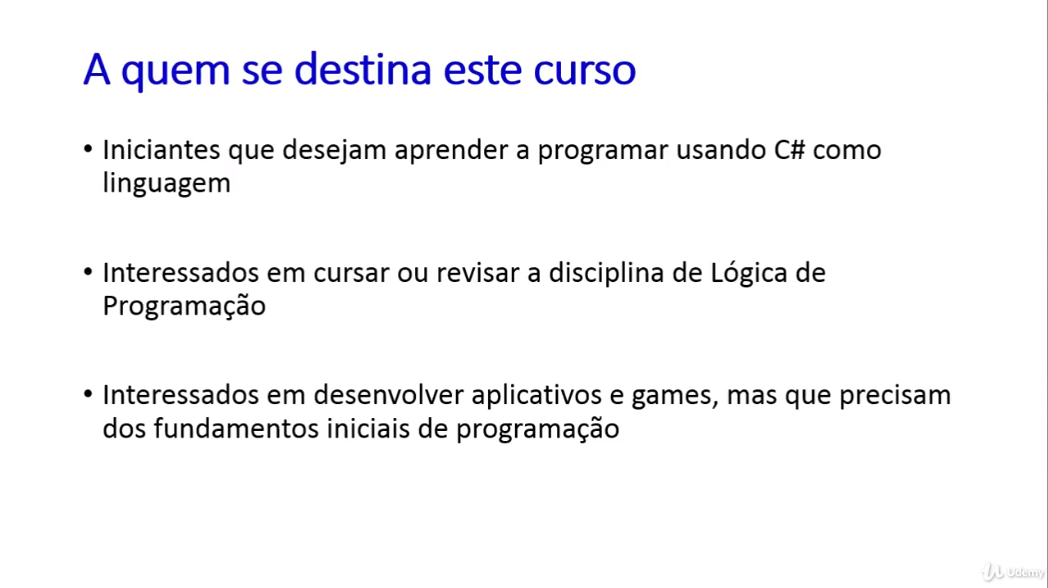 A quem se destina este curso
• Iniciantes que desejam aprender a programar usando C# como
linguagem
• Interessados em cursar ou revisar a disciplina de Lógica de
Programação
• Interessados em desenvolver aplicativos e games, mas que precisam
dos fundamentos iniciais de programação
Udemy